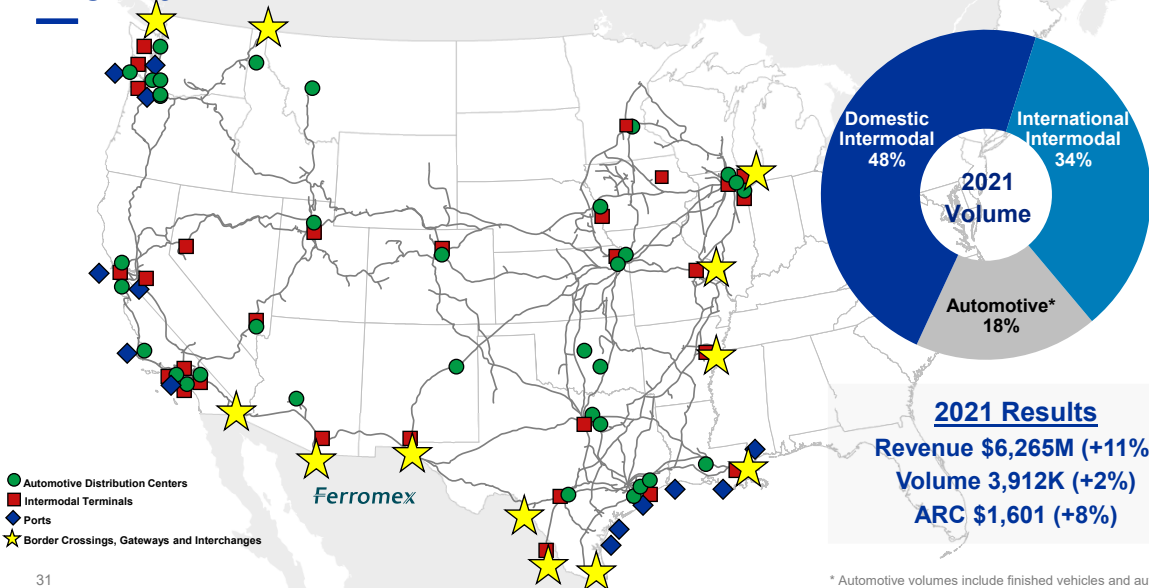 Domestic
Intermodal
48%
International
Intermodal
34%
2021
Volume
Automotive*
18%
2021 Results
Revenue $6,265M (+11%
Volume 3,912K (+2%)
ARC $1,601 (+8%)
Automotive Distribution Centers
Intermodal Terminals
Ports
Border Crossings, Gateways and Interchanges
Ferromex
31
* Automotive volumes include finished vehicles and au